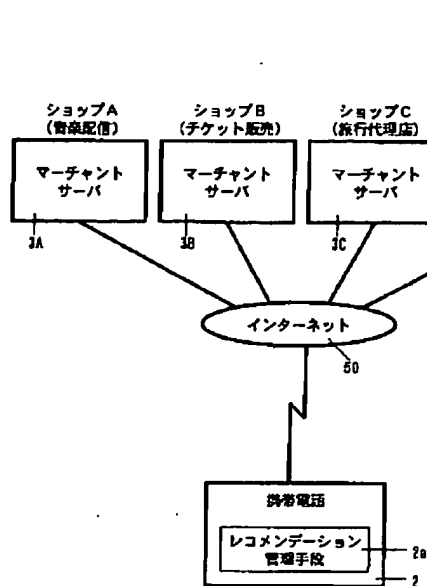 ショップA
(音楽配信)
ショップB
(チケット販売)
ショップC
(旅行代理店)
マーチャント
サーバ
マーチャント
サーバ
マーチャント
サーバ
3A
3B
3C
インターネット
50
携帯電話
レコメンデーション
管理手段
2a
2